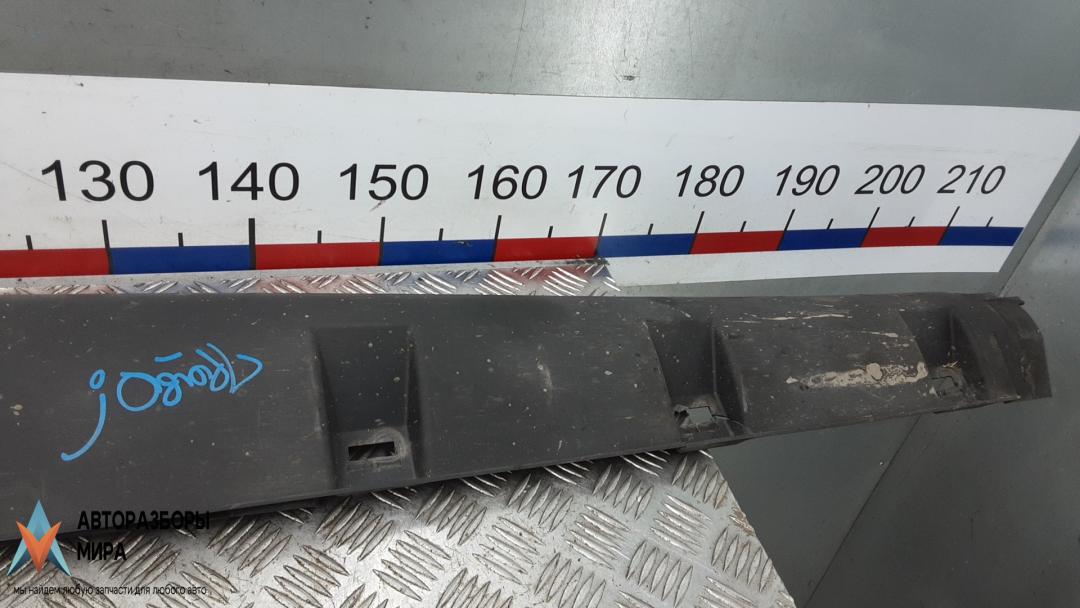 130 140 150 160 170 180 190 200 210
АВТОРАЗБОРЫ
МИРА
мы найдем любую запчасти для любого авто